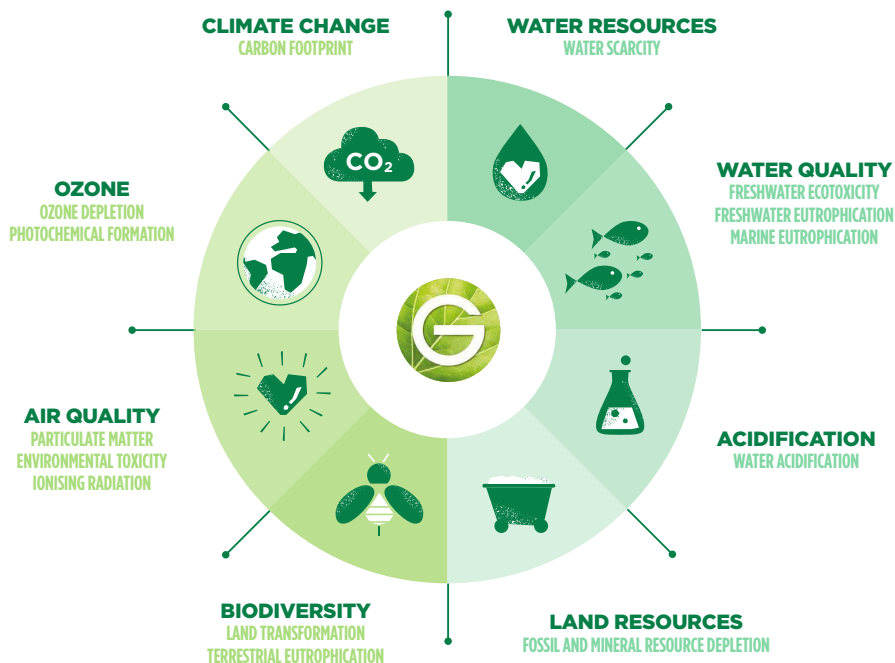 CLIMATE CHANGE
CARBON FOOTPRINT
WATER RESOURCES
WATER SCARCITY
WATER QUALITY
FRESHWATER ECOTOXICITY
FRESHWATER EUTROPHICATION
MARINE EUTROPHICATION
ACIDIFICATION
WATER ACIDIFICATION
LAND RESOURCES
FOSSIL AND MINERAL RESOURCE DEPLETION
BIODIVERSITY
LAND TRANSFORMATION
TERRESTRIAL EUTROPHICATION
AIR QUALITY
PARTICULATE MATTER
ENVIRONMENTAL TOXICITY
IONISING RADIATION
OZONE
OZONE DEPLETION
PHOTOCHEMICAL FORMATION
CO₂
G